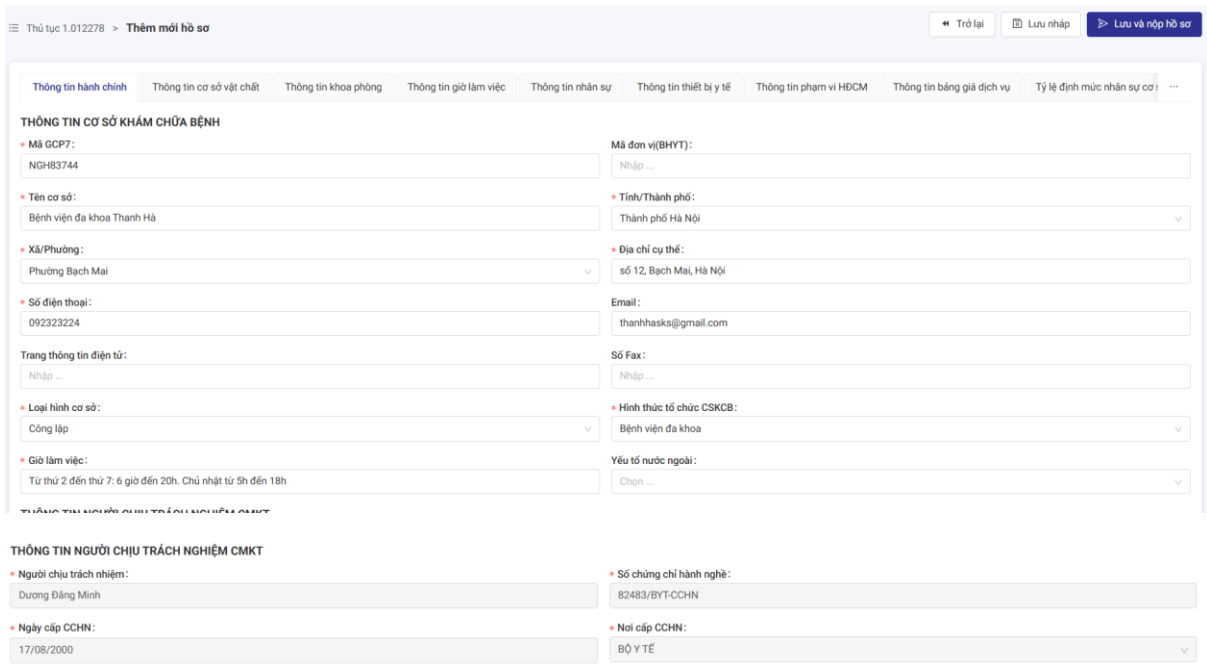 Thủ tục 1.012278 > Thêm mới hồ sơ
Trở lại
Lưu nháp
Lưu và nộp hồ sơ
Thông tin hành chính
Thông tin cơ sở vật chất
Thông tin khoa phòng
Thông tin giờ làm việc
Thông tin nhân sự
Thông tin thiết bị y tế
Thông tin phạm vi HĐCM
Thông tin bảng giá dịch vụ
Tỷ lệ định mức nhân sự cơ
...
THÔNG TIN CƠ SỞ KHÁM CHỮA BỆNH
* Mã GCP7:
Mã đơn vị(BHYT):
NGH83744
Nhập ...
* Tên cơ sở:
* Tỉnh/Thành phố:
Bệnh viện đa khoa Thanh Hà
Thành phố Hà Nội
* Xã/Phường:
* Địa chỉ cụ thể:
Phường Bạch Mai
số 12, Bạch Mai, Hà Nội
* Số điện thoại:
Email:
092323224
thanhhasks@gmail.com
Trang thông tin điện tử:
Số Fax:
Nhập ...
Nhập ...
* Loại hình cơ sở:
* Hình thức tổ chức CSKCB:
Công lập
Bệnh viện đa khoa
* Giờ làm việc:
Yếu tố nước ngoài:
Từ thứ 2 đến thứ 7: 6 giờ đến 20h. Chủ nhật từ 5h đến 18h
Chọn ...
THÔNG TIN NGƯỜI CHỊU TRÁCH NGHIỆM CMKT
THÔNG TIN NGƯỜI CHỊU TRÁCH NGHIỆM CMKT
* Người chịu trách nhiệm:
* Số chứng chỉ hành nghề:
Dương Đăng Minh
82483/BYT-CCHN
* Ngày cấp CCHN:
* Nơi cấp CCHN:
17/08/2000
BỘ Y TẾ